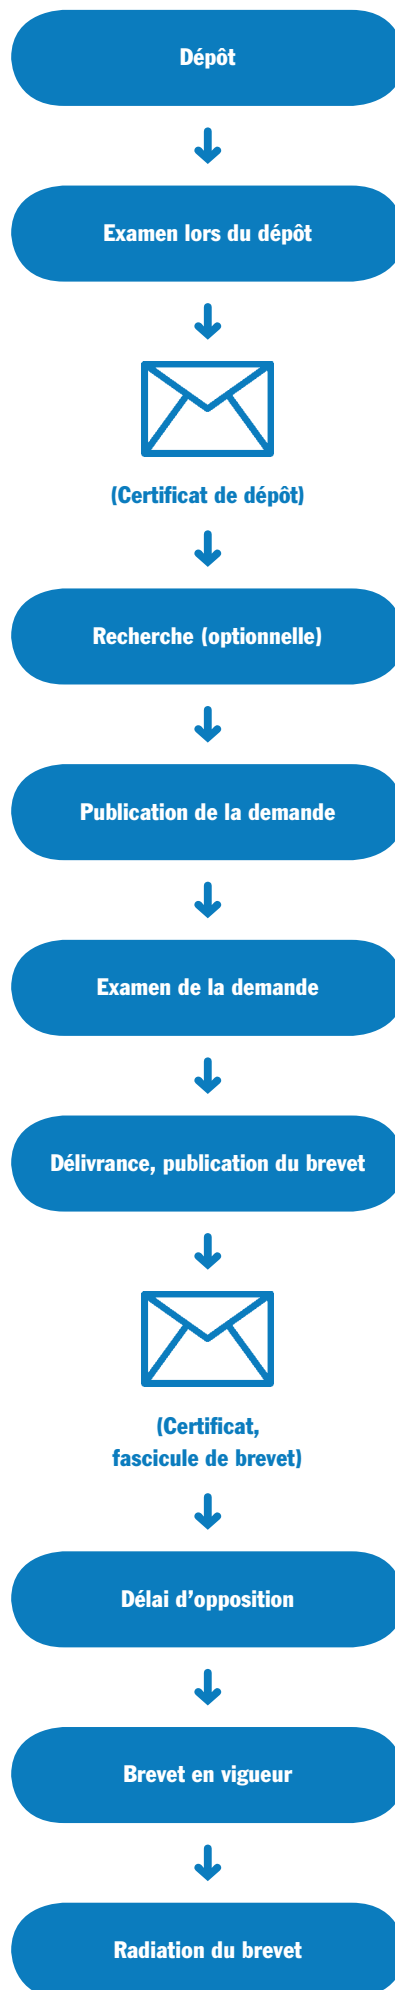 Dépôt
Examen lors du dépôt
(Certificat de dépôt)
Recherche (optionnelle)
Publication de la demande
Examen de la demande
Délivrance, publication du brevet
(Certificat,
fascicule de brevet)
Délai d’opposition
Brevet en vigueur
Radiation du brevet